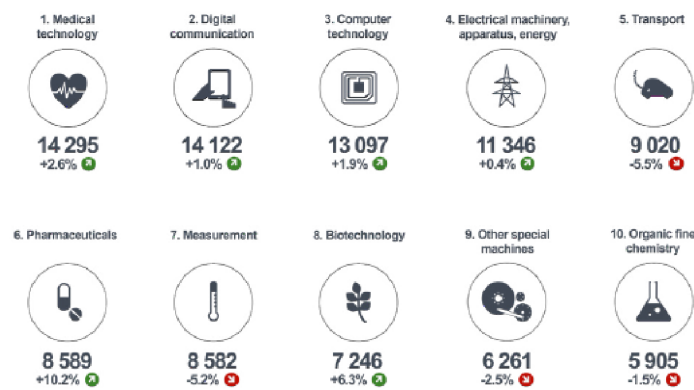 1. Medical
technology
14 295
+2.6%
2. Digital
communication
14 122
+1.0%
3. Computer
technology
13 097
+1.9%
4. Electrical machinery,
apparatus, energy
11 346
+0.4%
5. Transport
9 020
-5.5%
6. Pharmaceuticals
8 589
+10.2%
7. Measurement
8 582
-5.2%
8. Biotechnology
7 246
+6.3%
9. Other special
machines
6 261
-2.5%
10. Organic fine
chemistry
5 905
-1.5%